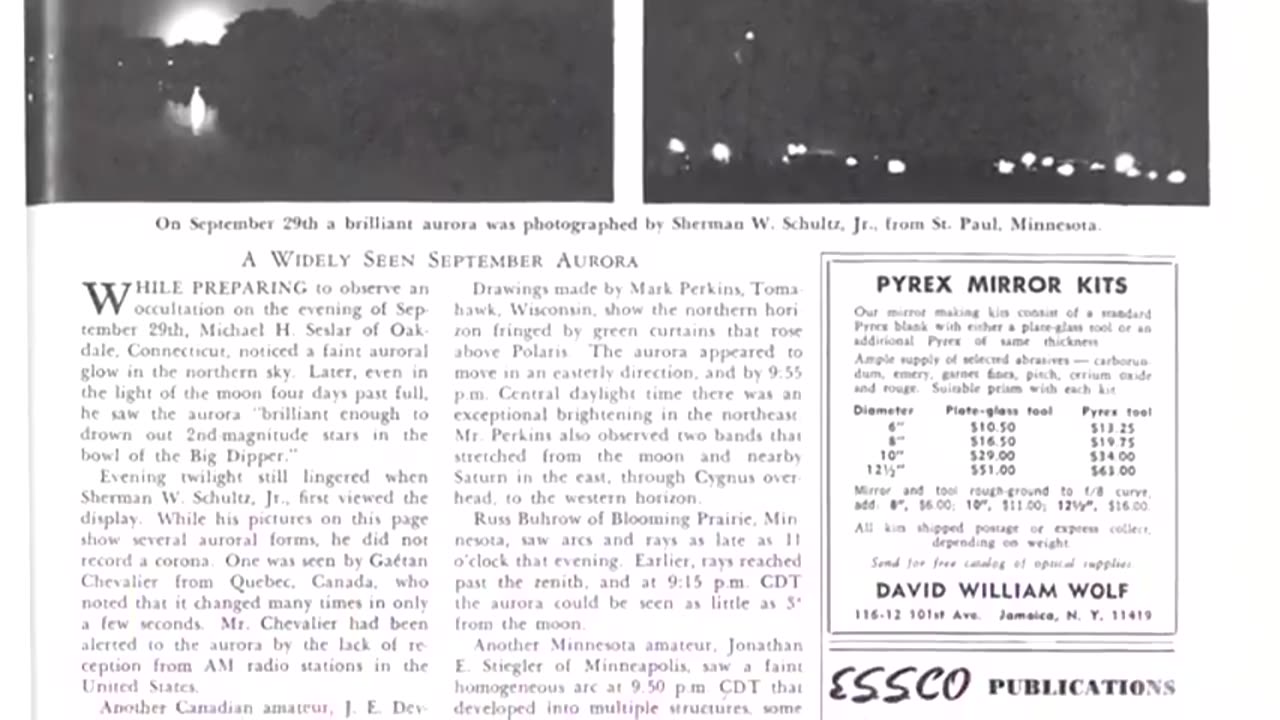 On September 29th a brilliant aurora was photographed by Sherman W. Schultz, Jr., from St. Paul, Minnesota.
A WIDELY SEEN SEPTEMBER AURORA
WHILE PREPARING to observe an
occultation on the evening of Sep-
tember 29th, Michael H. Seslar of Oak-
dale, Connecticut, noticed a faint auroral
glow in the northern sky. Later, even in
the light of the moon four days past full,
he saw the aurora "brilliant enough to
drown out 2nd-magnitude stars in the
bowl of the Big Dipper."
Evening twilight still lingered when
Sherman W. Schultz, Jr., first viewed the
display. While his pictures on this page
show several auroral forms, he did not
record a corona. One was seen by Gaétan
Chevalier from Quebec, Canada, who
noted that it changed many times in only
a few seconds. Mr. Chevalier had been
alerted to the aurora by the lack of re-
ception from AM radio stations in the
United States.
Another Canadian amateur, J. E. Dev-
Drawings made by Mark Perkins, Toma-
hawk, Wisconsin, show the northern hori-
zon fringed by green curtains that rose
above Polaris. The aurora appeared to
move in an easterly direction, and by 9:55
p.m. Central daylight time there was an
exceptional brightening in the northeast.
Mr. Perkins also observed two bands that
stretched from the moon and nearby
Saturn in the east, through Cygnus over-
head, to the western horizon.
Russ Buhrow of Blooming Prairie, Min-
nesota, saw arcs and rays as late as 11
o'clock that evening. Earlier, rays reached
past the zenith, and at 9:15 p.m. CDT
the aurora could be seen as little as 5°
from the moon.
Another Minnesota amateur, Jonathan
E. Stiegler of Minneapolis, saw a faint
homogeneous arc at 9:50 p.m. CDT that
developed into multiple structures, some
PYREX MIRROR KITS
Our mirror making kits consist of a standard
Pyrex blank with either a plate-glass tool or an
additional Pyrex of same thickness
Ample supply of selected abrasives — carborun-
dum, emery, garnet fines, pitch, cerium oxide
and rouge. Suitable prism with each kit.
Diameter Plate-glass tool Pyrex tool
6" $10.50 $13.25
8" $16.50 $19.75
10" $29.00 $34.00
12½" $51.00 $63.00
Mirror and tool rough-ground to f/8 curve,
add: 8", $6.00; 10", $11.00; 12½", $16.00.
All kits shipped postage or express collect,
depending on weight.
Send for free catalog of optical supplies
DAVID WILLIAM WOLF
116-12 101st Ave. Jamaica, N. Y. 11419
ESSCO PUBLICATIONS